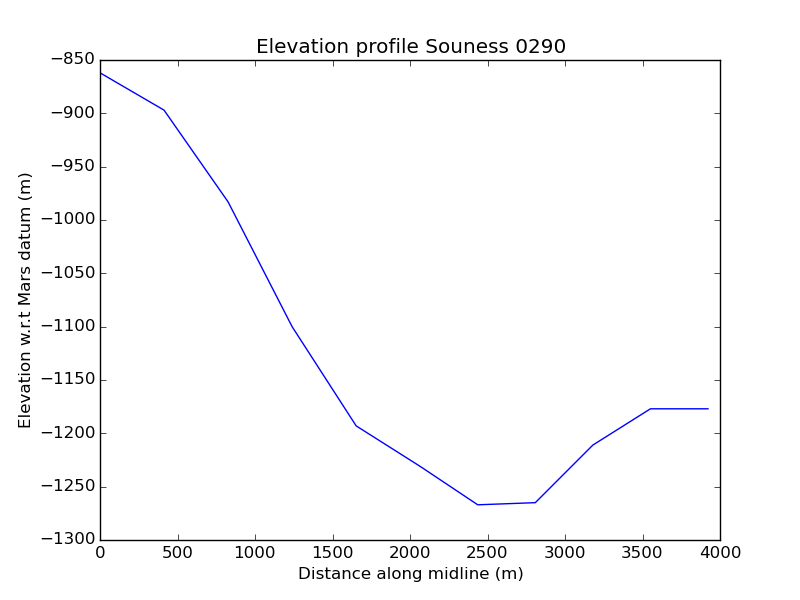 Elevation profile Souness 0290
−850
−900
−950
−1000
−1050
−1100
−1150
−1200
−1250
−1300
Elevation w.r.t Mars datum (m)
0 500 1000 1500 2000 2500 3000 3500 4000
Distance along midline (m)